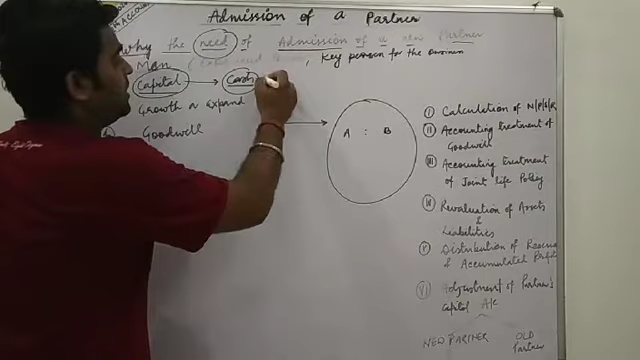 Admission of a Partner
Why the need of Admission of a new Partner
Man ( , Key person for the
Capital → Cash
Growth & expand
Goodwill
A : B
I Calculation of N/P/S/R
II Accounting treatment of
Goodwill
III Accounting treatment
of Joint life Policy
IV Revaluation of Assets
&
Leabilities
V Distribution of Reserve
& Accumulated Profit
VI Adjustment of Partner's
Capital A/c
NEW PARTNER
OLD
Partner